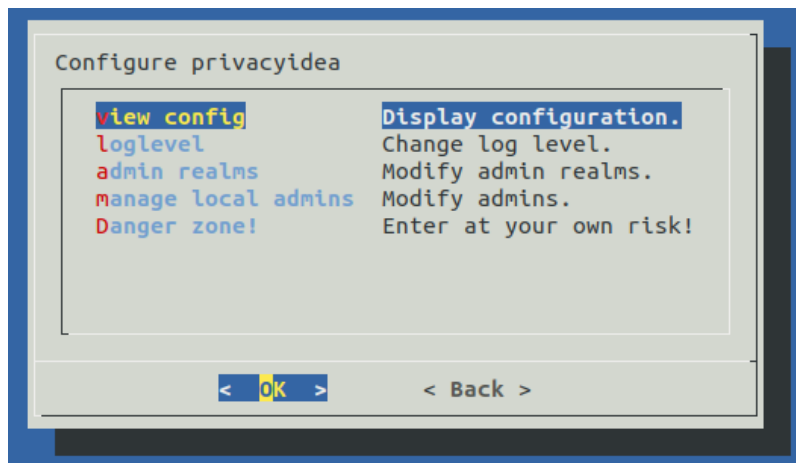 Configure privacyidea
view config Display configuration.
loglevel Change log level.
admin realms Modify admin realms.
manage local admins Modify admins.
Danger zone! Enter at your own risk!
< OK > < Back >